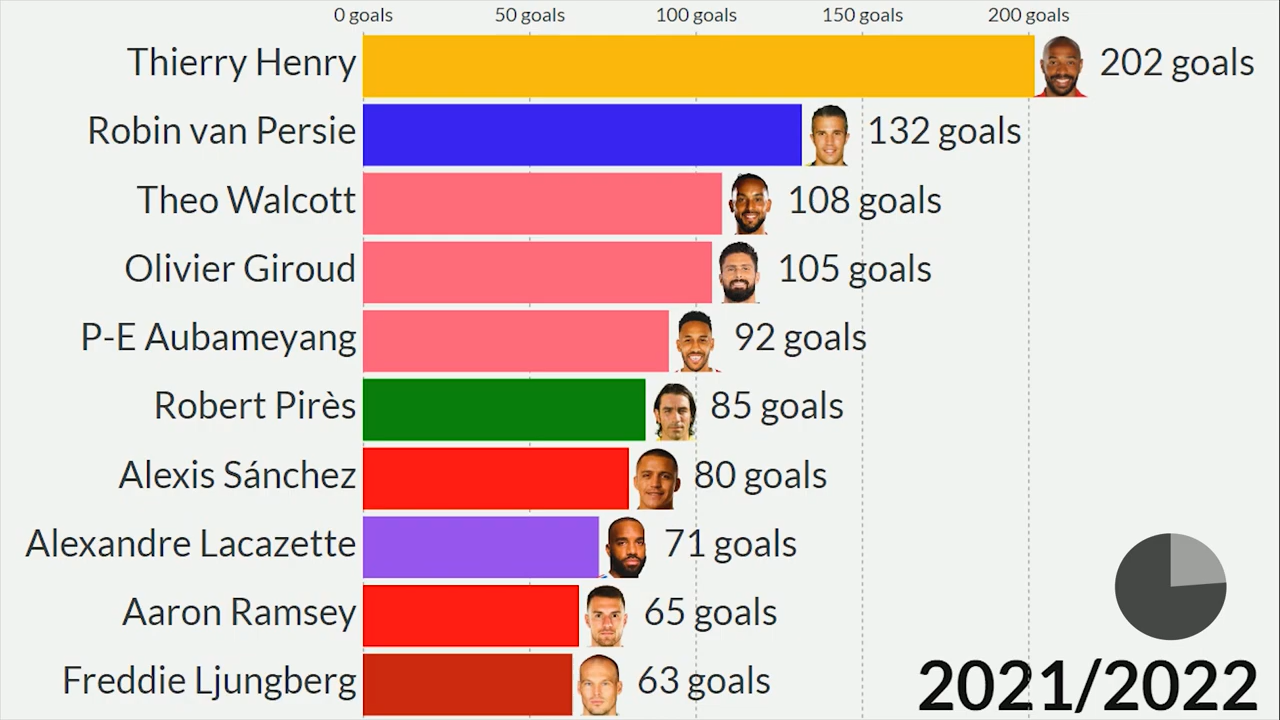 0 goals 50 goals 100 goals 150 goals 200 goals
Thierry Henry 202 goals
Robin van Persie 132 goals
Theo Walcott 108 goals
Olivier Giroud 105 goals
P-E Aubameyang 92 goals
Robert Pirès 85 goals
Alexis Sánchez 80 goals
Alexandre Lacazette 71 goals
Aaron Ramsey 65 goals
Freddie Ljungberg 63 goals
2021/2022